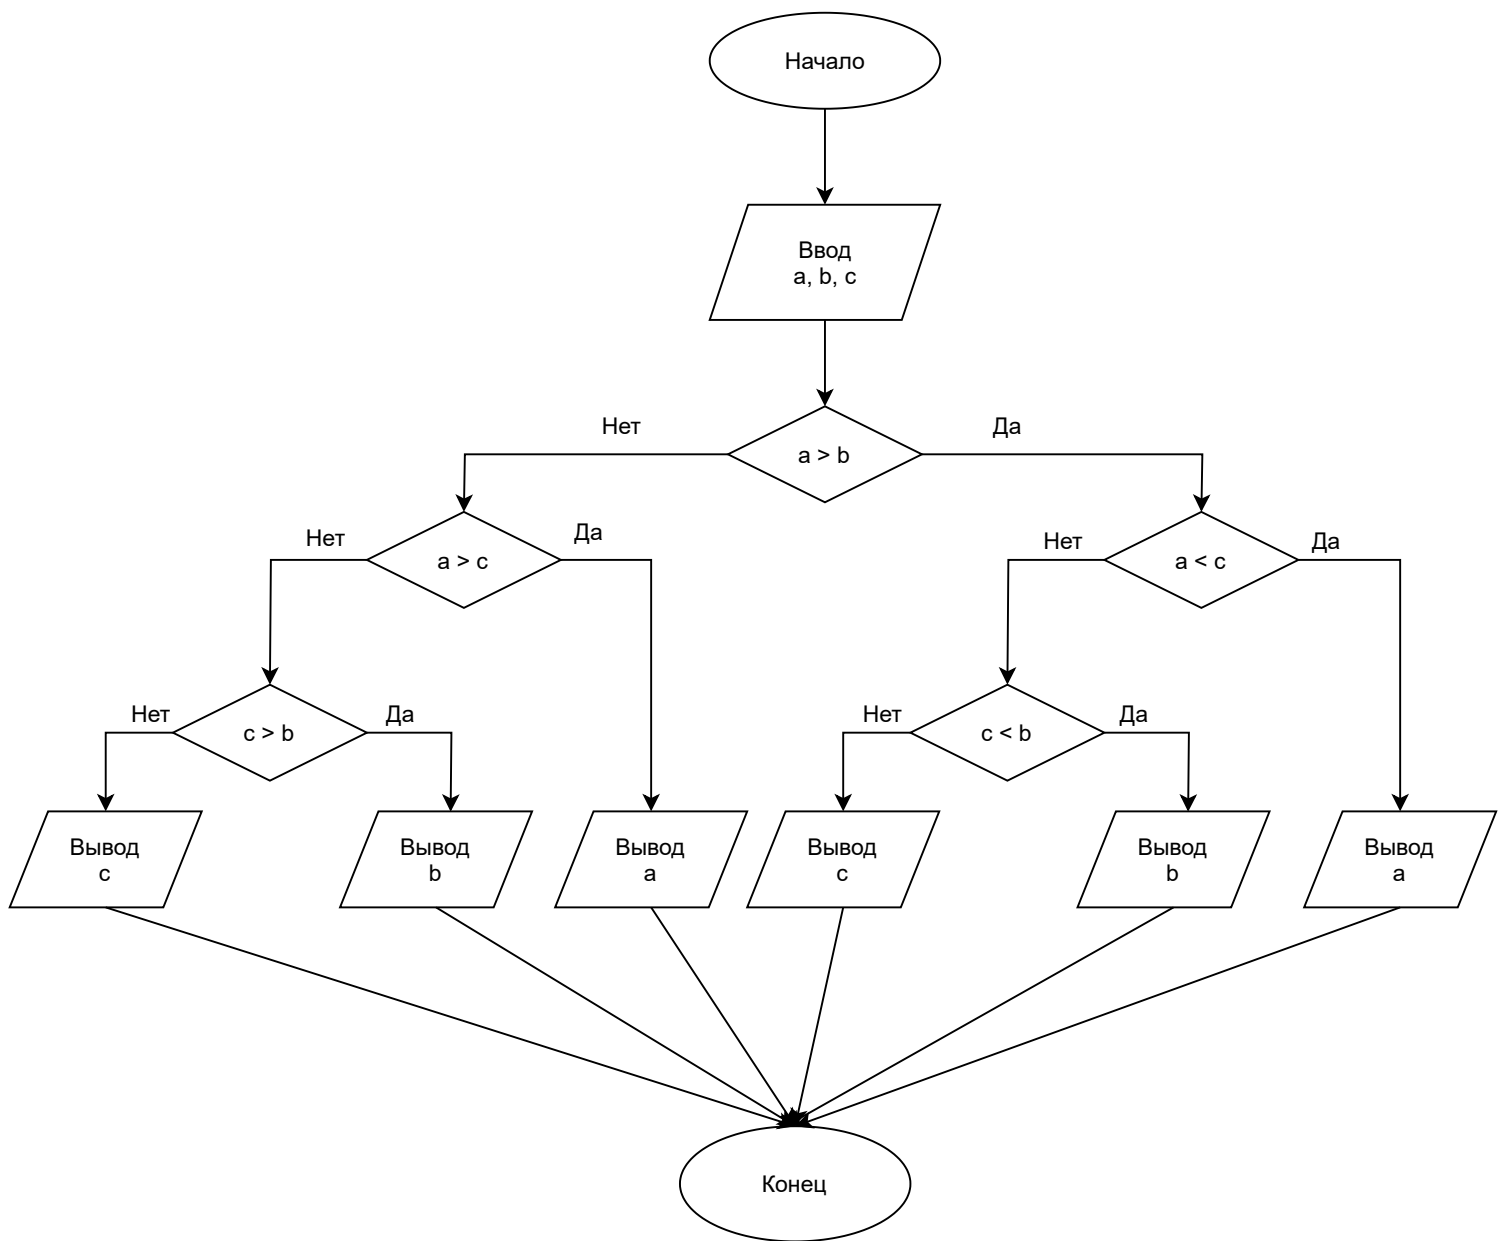 Начало
Ввод
a, b, c
Нет
Да
a > b
Нет
Да
Нет
Да
a > c
a < c
Нет
Да
Нет
Да
c > b
c < b
Вывод
c
Вывод
b
Вывод
a
Вывод
c
Вывод
b
Вывод
a
Конец